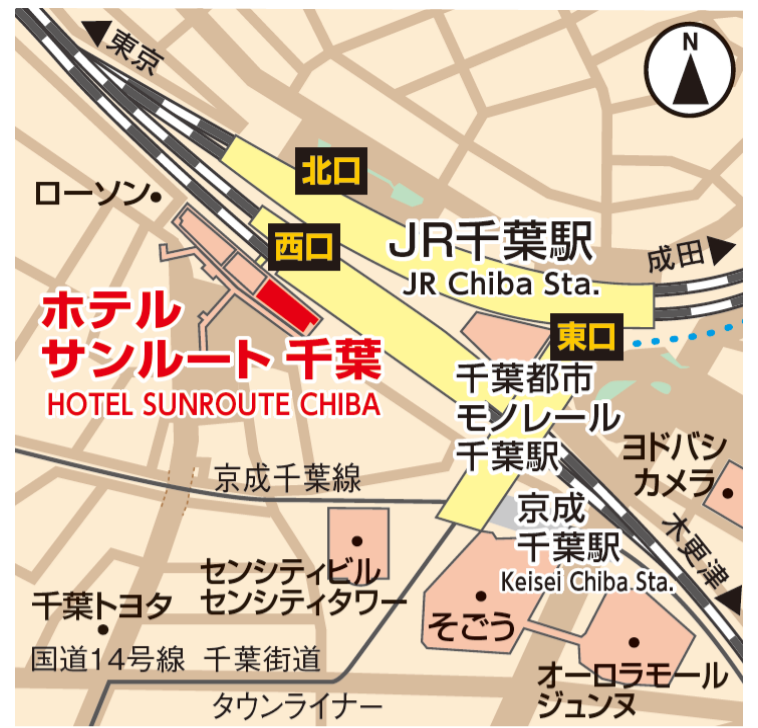 東京
N
北口
ローソン
西口
JR千葉駅
JR Chiba Sta.
成田
ホテル
サンルート 千葉
HOTEL SUNROUTE CHIBA
東口
千葉都市
モノレール
千葉駅
ヨドバシ
カメラ
京成千葉線
京成
千葉駅
Keisei Chiba Sta.
木更津
センシティビル
センシティタワー
千葉トヨタ
そごう
国道14号線 千葉街道
オーロラモール
ジュンヌ
タウンライナー